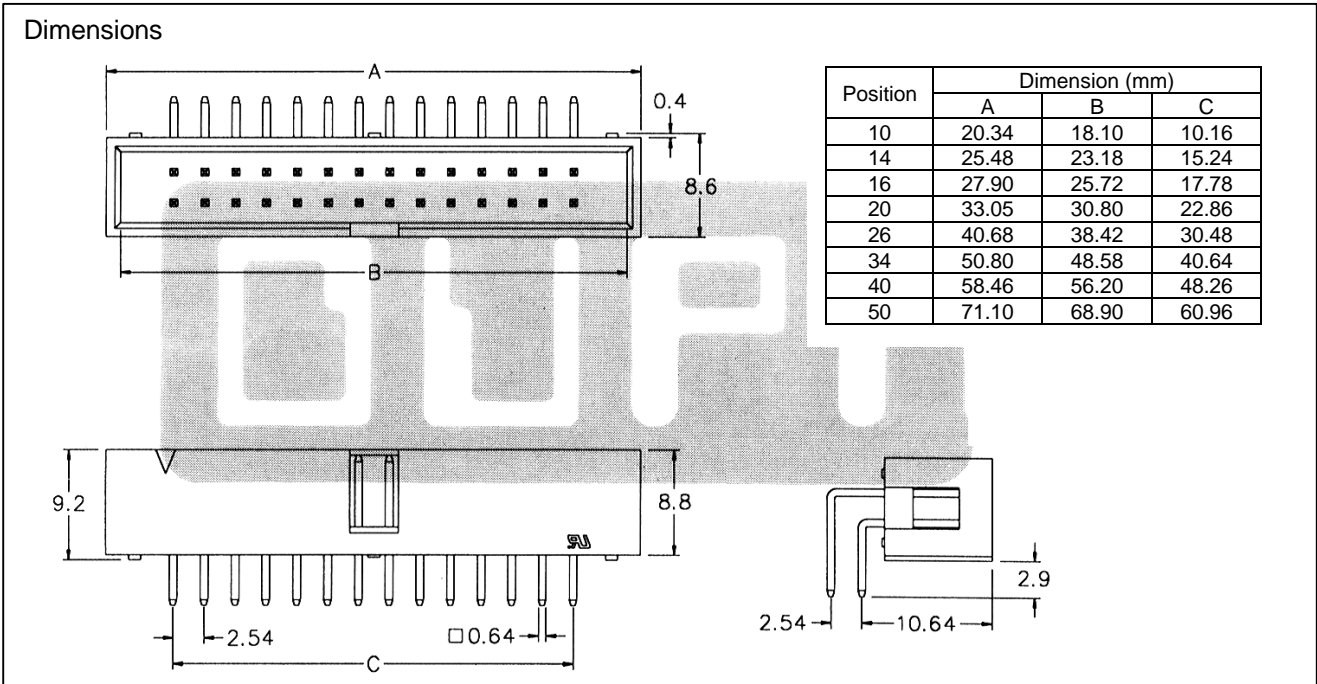 Dimensions
A
0.4
8.6
B
Position Dimension (mm)
A B C
10 20.34 18.10 10.16
14 25.48 23.18 15.24
16 27.90 25.72 17.78
20 33.05 30.80 22.86
26 40.68 38.42 30.48
34 50.80 48.58 40.64
40 58.46 56.20 48.26
50 71.10 68.90 60.96
9.2
8.8
2.54
□0.64
C
2.9
2.54
10.64